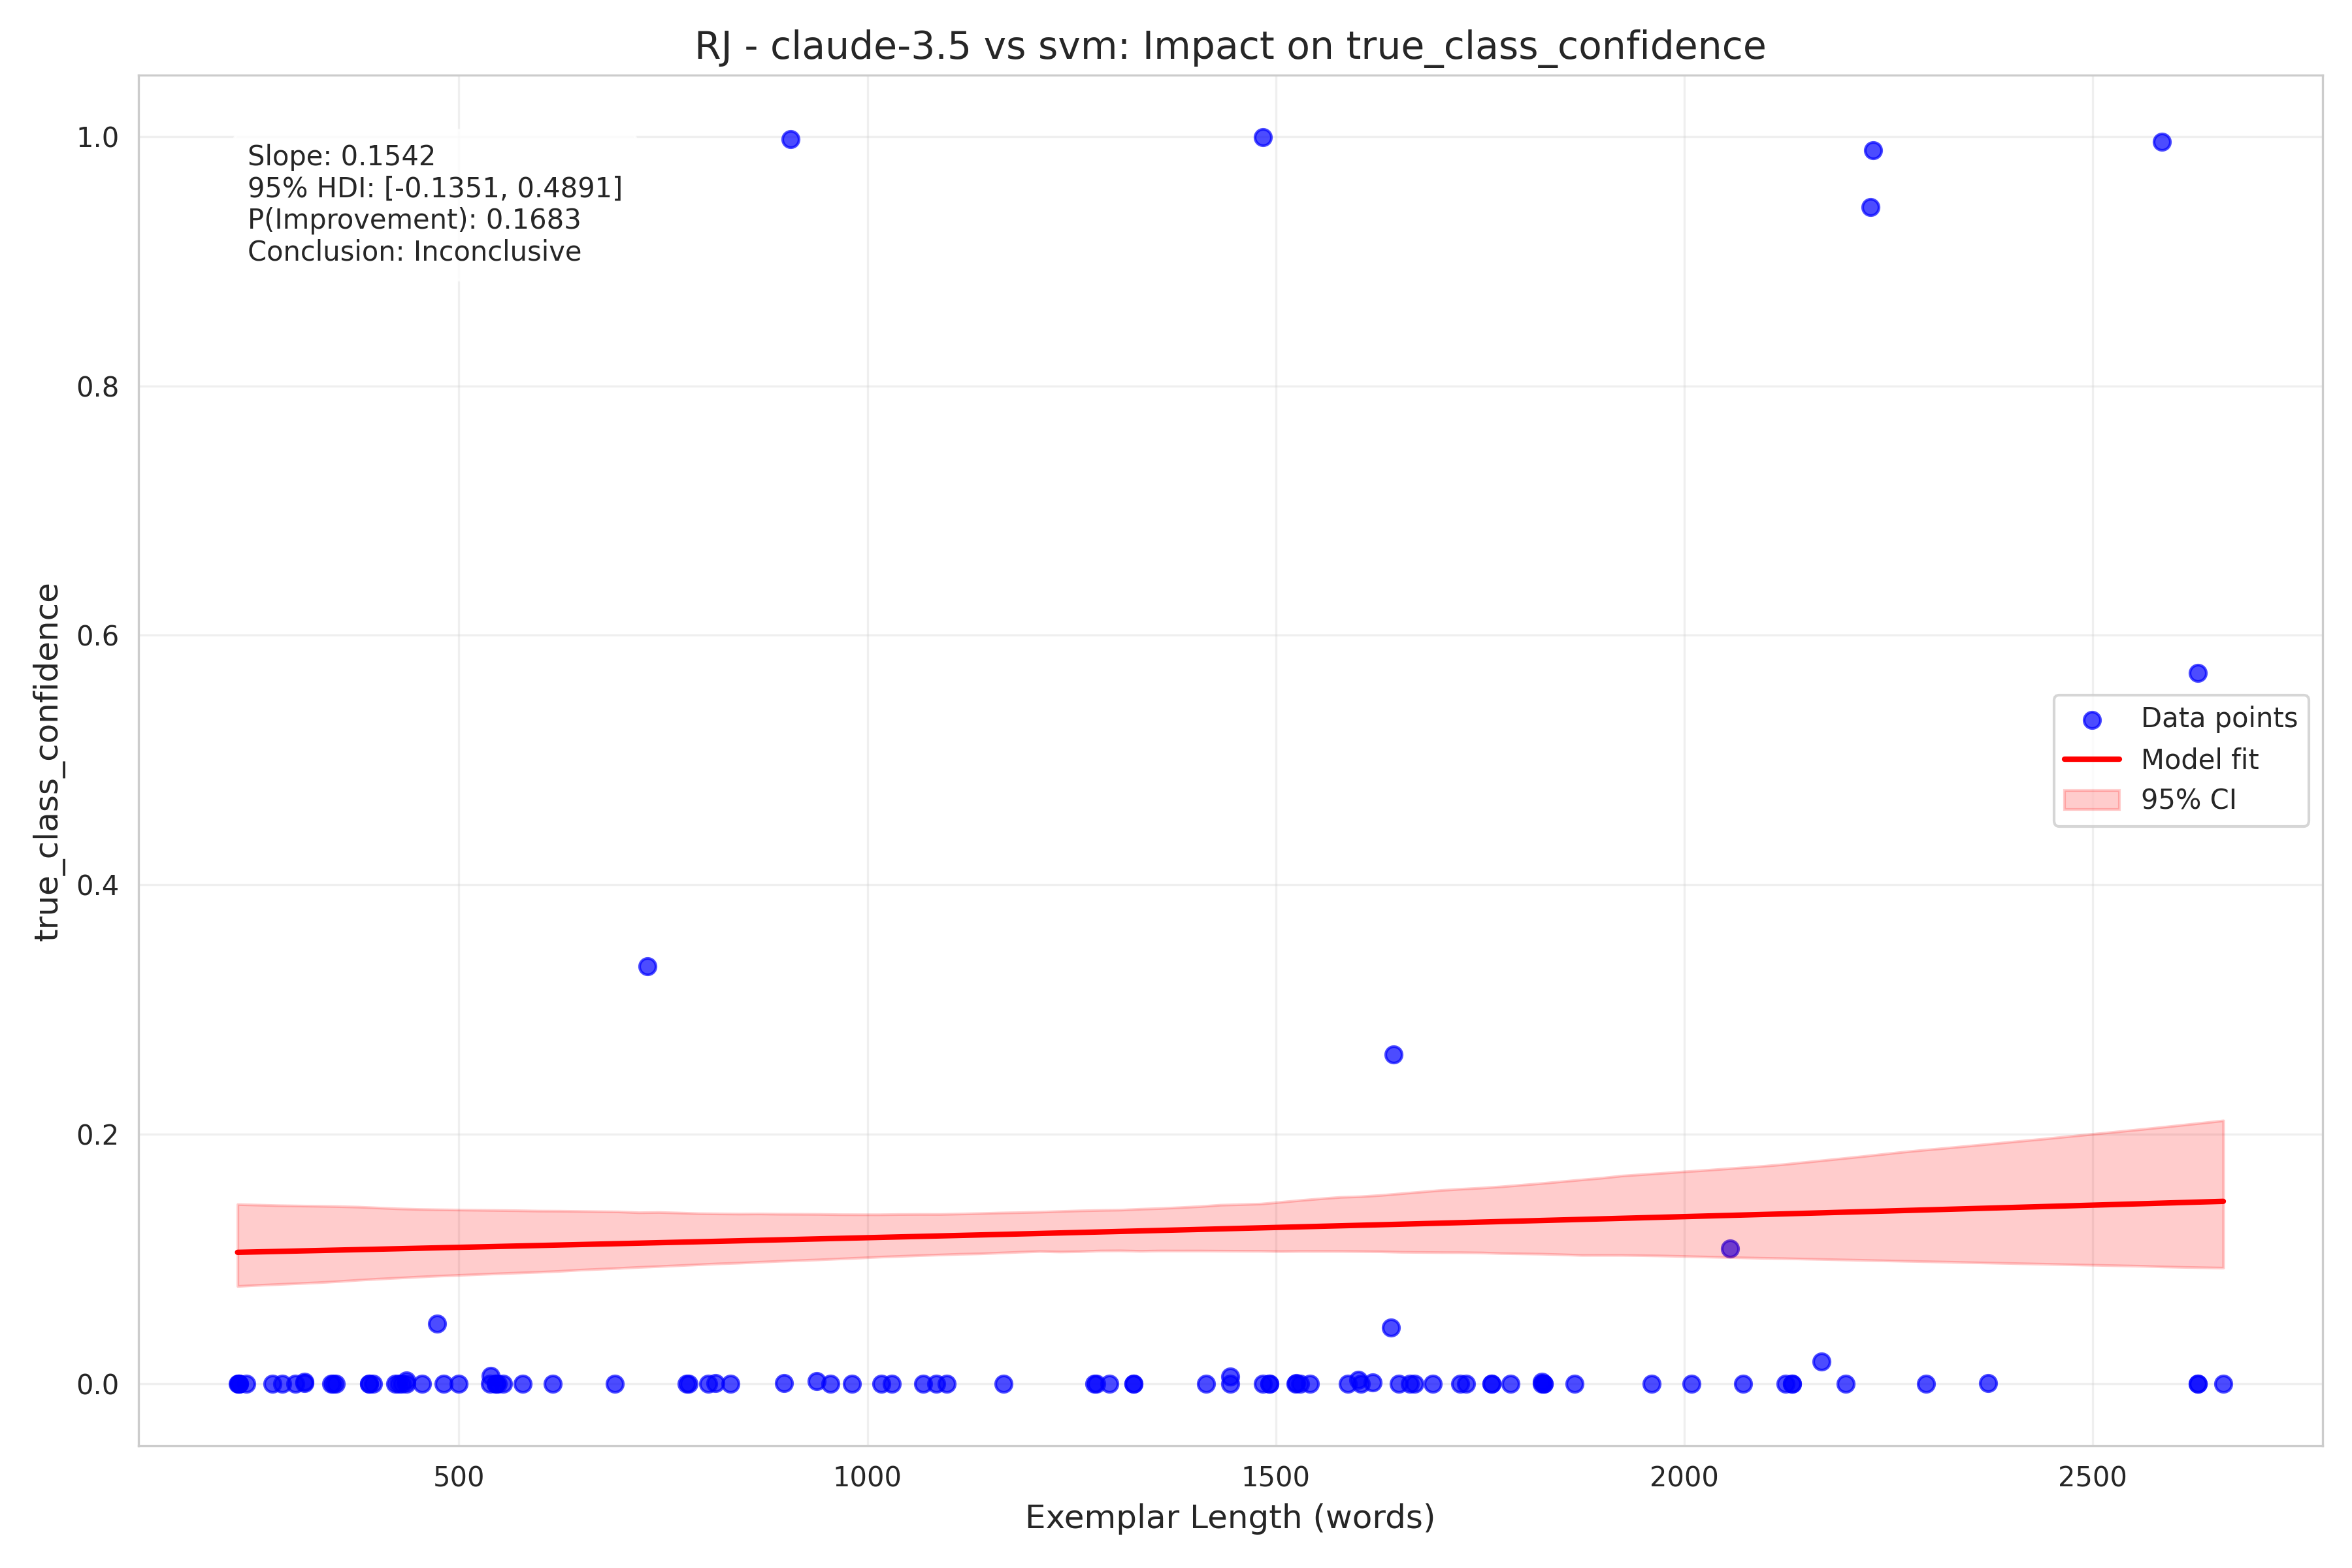 RJ - claude-3.5 vs svm: Impact on true_class_confidence
Slope: 0.1542
95% HDI: [-0.1351, 0.4891]
P(Improvement): 0.1683
Conclusion: Inconclusive
true_class_confidence
1.0
0.8
0.6
0.4
0.2
0.0
Data points
Model fit
95% CI
500
1000
1500
2000
2500
Exemplar Length (words)